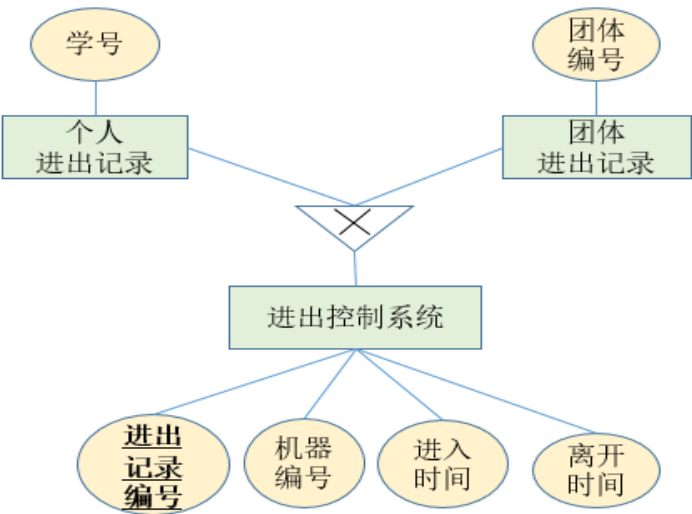 学号
团体
编号
个人
进出记录
团体
进出记录
进出控制系统
进出
记录
编号
机器
编号
进入
时间
离开
时间